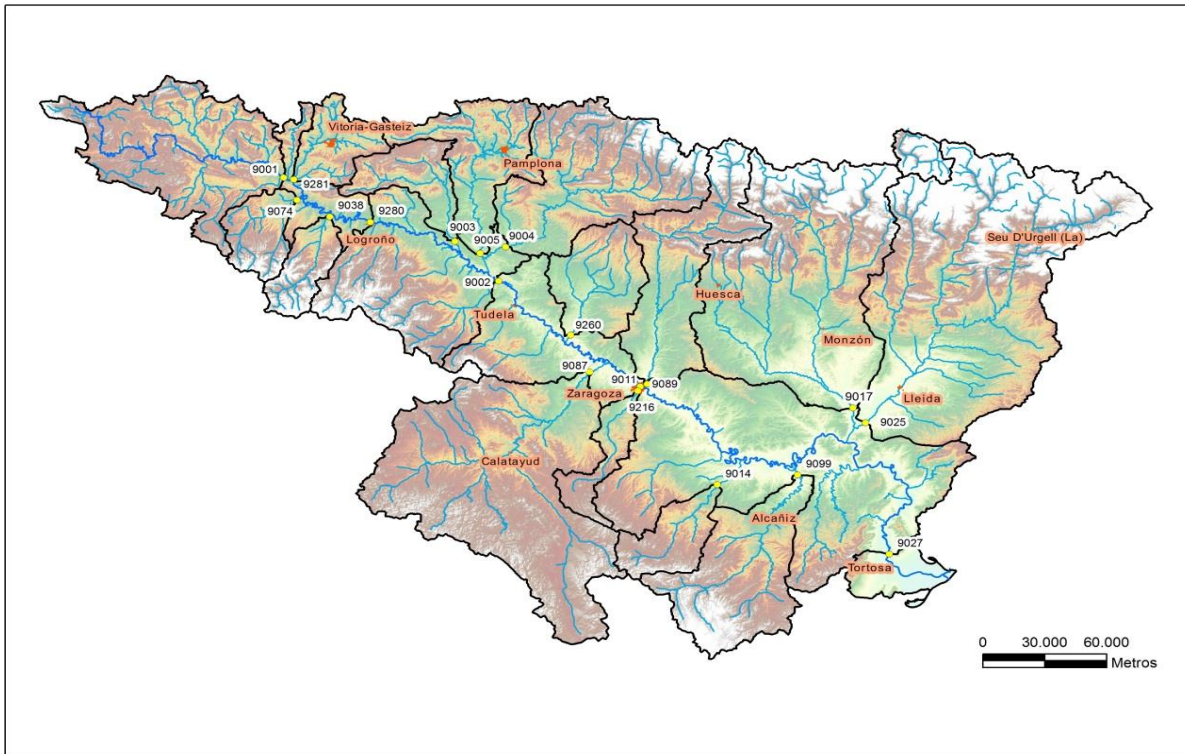 Vitoria-Gasteiz
Pamplona
9001
9281
9074
9038
9280
Logroño
9003
9005
9004
Seu D'Urgell (La)
9002
Tudela
Huesca
9260
Monzón
9087
9011
9089
Zaragoza
9216
9017
Lleida
9025
Calatayud
9014
9099
Alcañiz
9027
Tortosa
0 30.000 60.000
Metros